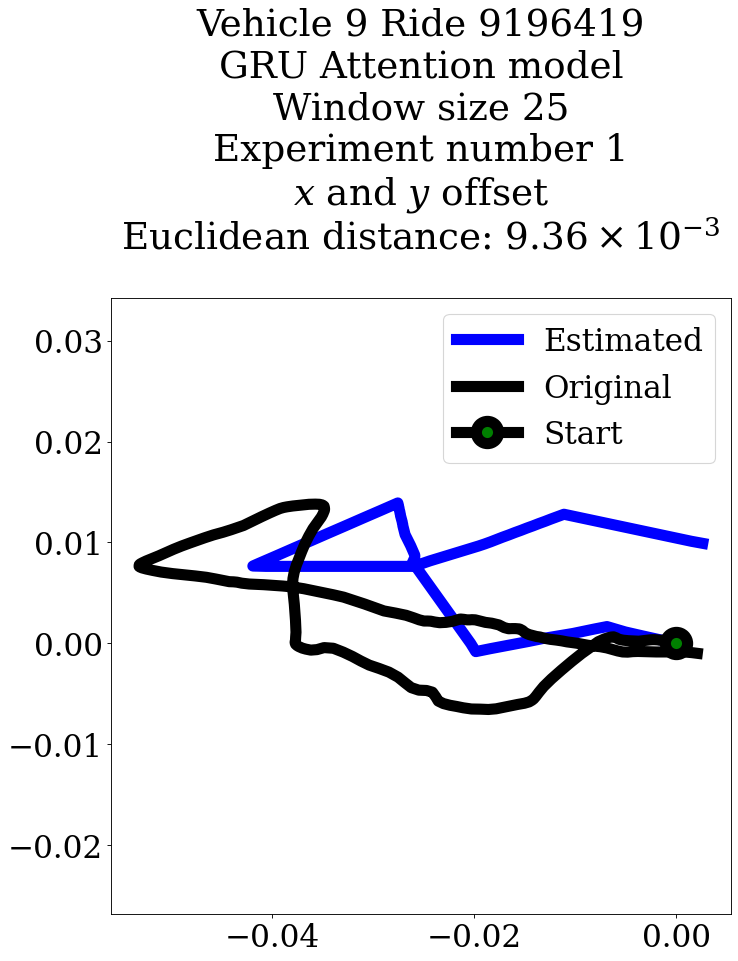 Vehicle 9 Ride 9196419
GRU Attention model
Window size 25
Experiment number 1
x and y offset
Euclidean distance: 9.36 × 10⁻³
Estimated
Original
Start
0.03
0.02
0.01
0.00
−0.01
−0.02
−0.04
−0.02
0.00